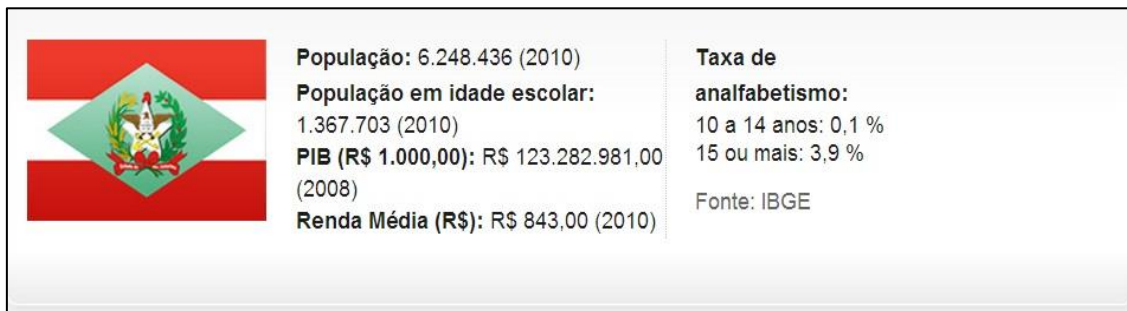 População: 6.248.436 (2010)
População em idade escolar:
1.367.703 (2010)
PIB (R$ 1.000,00): R$ 123.282.981,00
(2008)
Renda Média (R$): R$ 843,00 (2010)
Taxa de
analfabetismo:
10 a 14 anos: 0,1 %
15 ou mais: 3,9 %
Fonte: IBGE